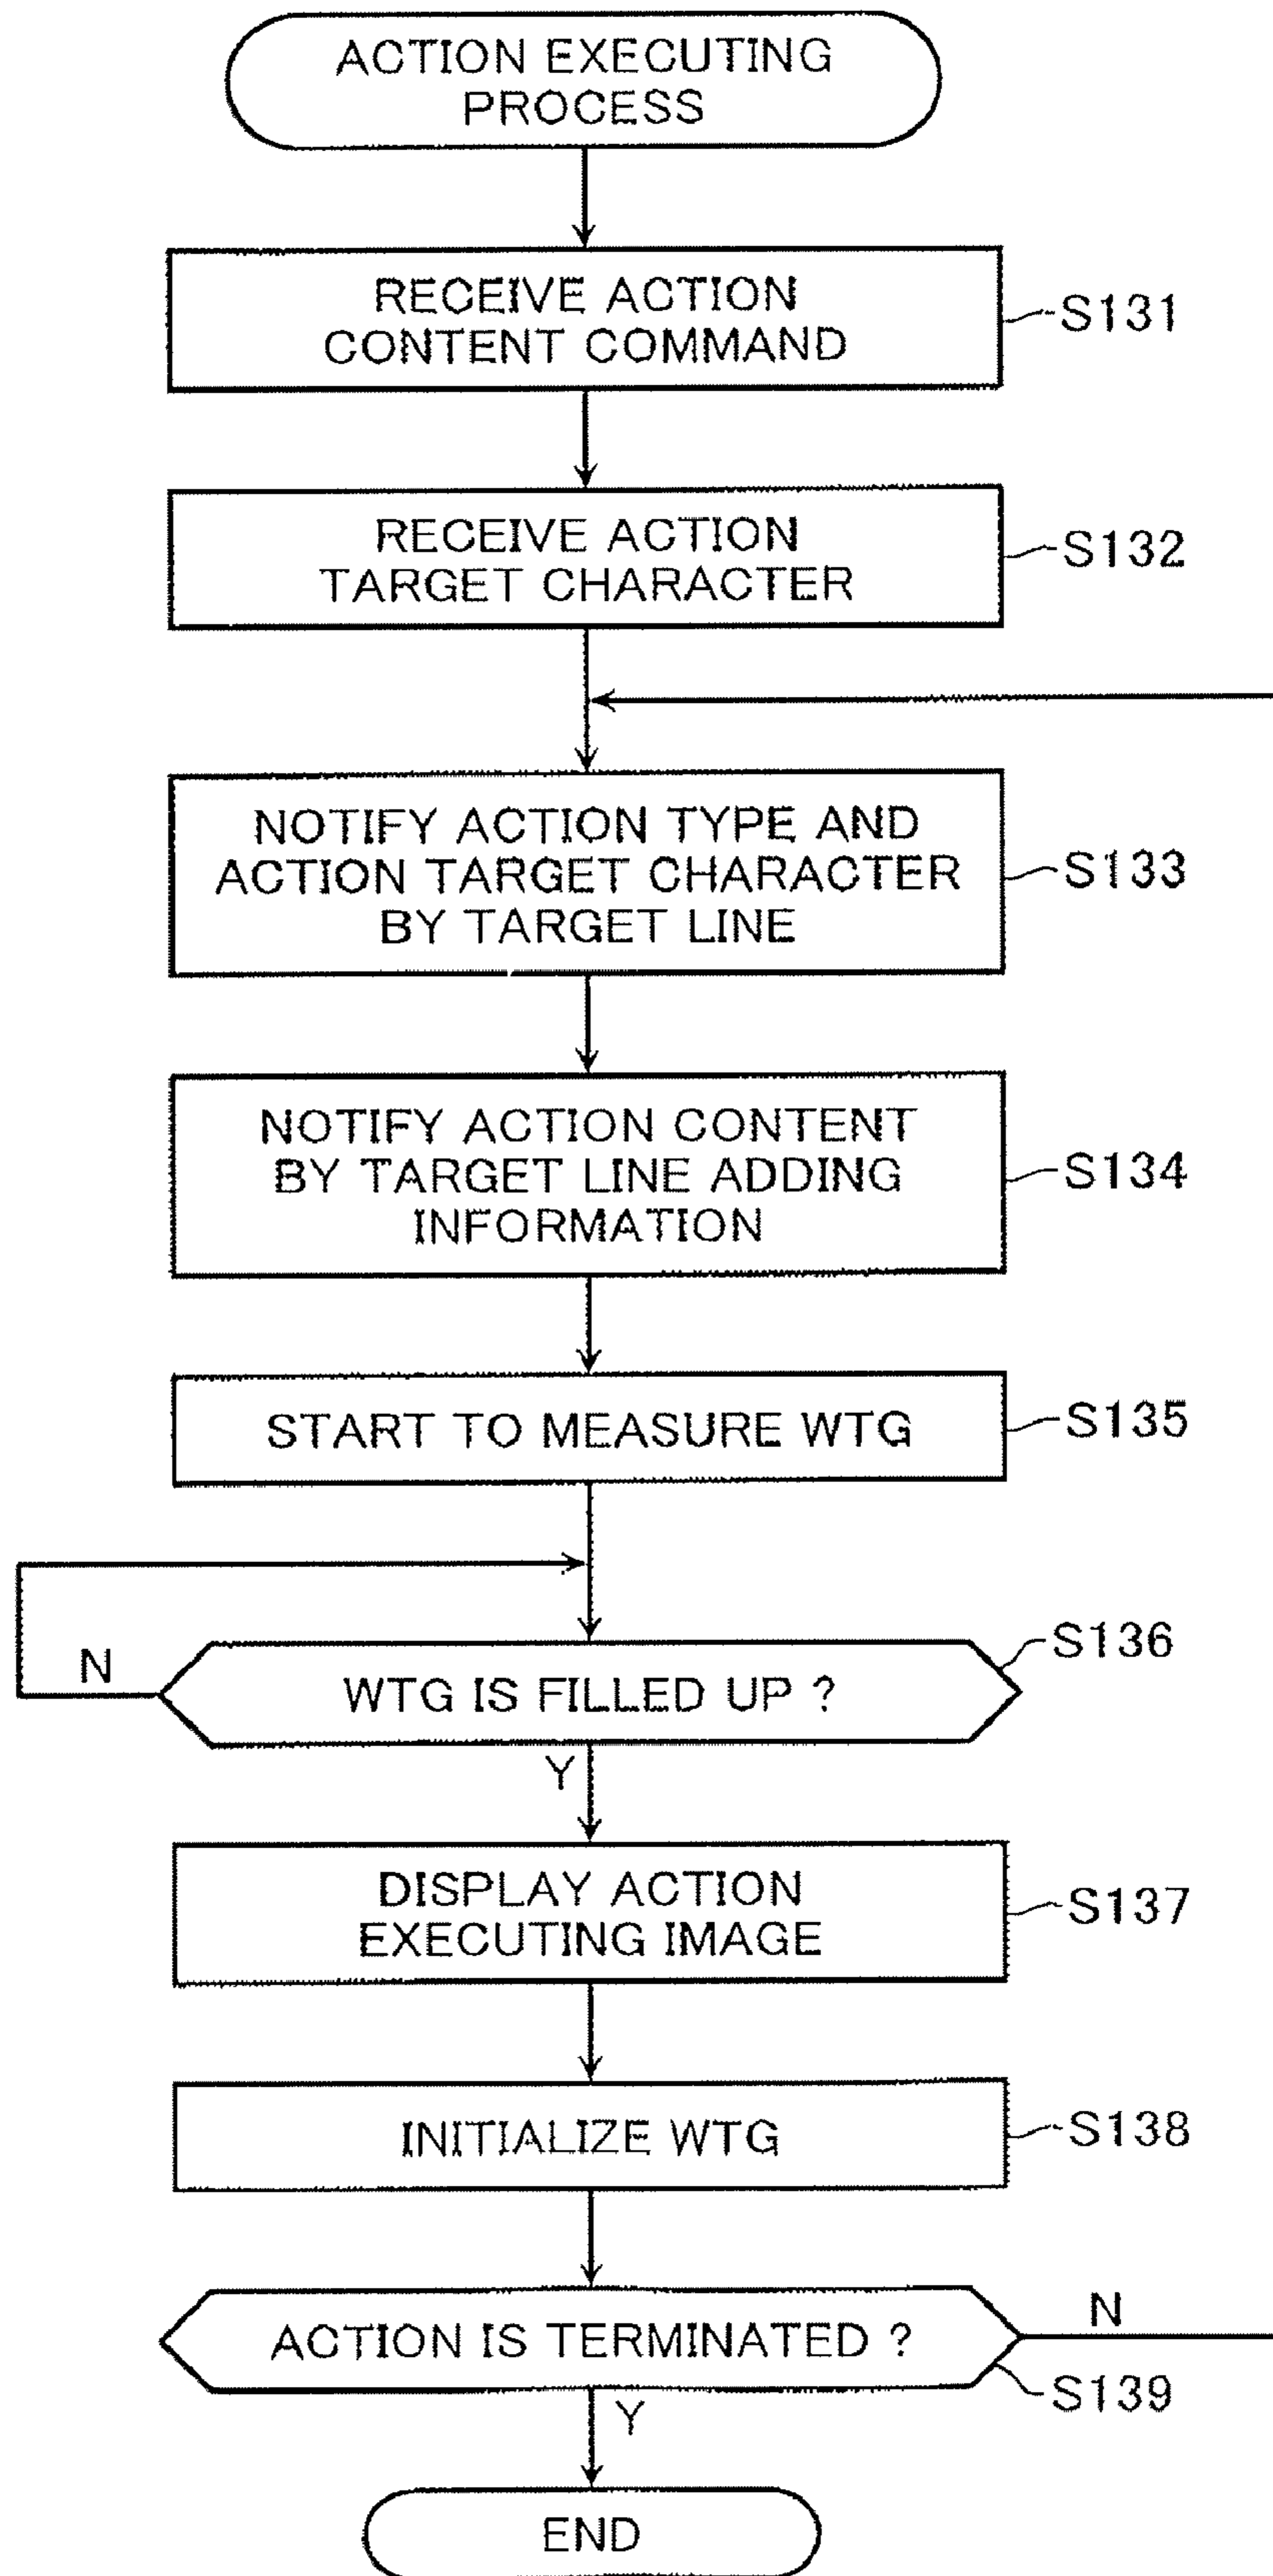 ACTION EXECUTING
PROCESS
RECEIVE ACTION
CONTENT COMMAND
S131
RECEIVE ACTION
TARGET CHARACTER
S132
NOTIFY ACTION TYPE AND
ACTION TARGET CHARACTER
BY TARGET LINE
S133
NOTIFY ACTION CONTENT
BY TARGET LINE ADDING
INFORMATION
S134
START TO MEASURE WTG
S135
S136
N
WTG IS FILLED UP ?
Y
DISPLAY ACTION
EXECUTING IMAGE
S137
INITIALIZE WTG
S138
N
ACTION IS TERMINATED ?
S139
Y
END